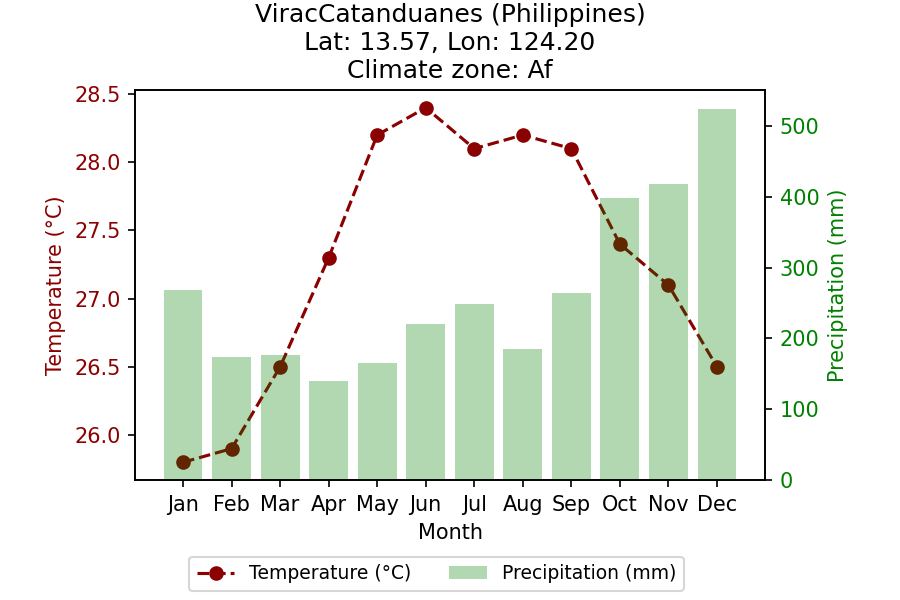 ViracCatanduanes (Philippines)
Lat: 13.57, Lon: 124.20
Climate zone: Af
28.5
28.0
27.5
27.0
26.5
26.0
Temperature (°C)
500
400
300
200
100
0
Precipitation (mm)
Jan Feb Mar Apr May Jun Jul Aug Sep Oct Nov Dec
Month
Temperature (°C) Precipitation (mm)